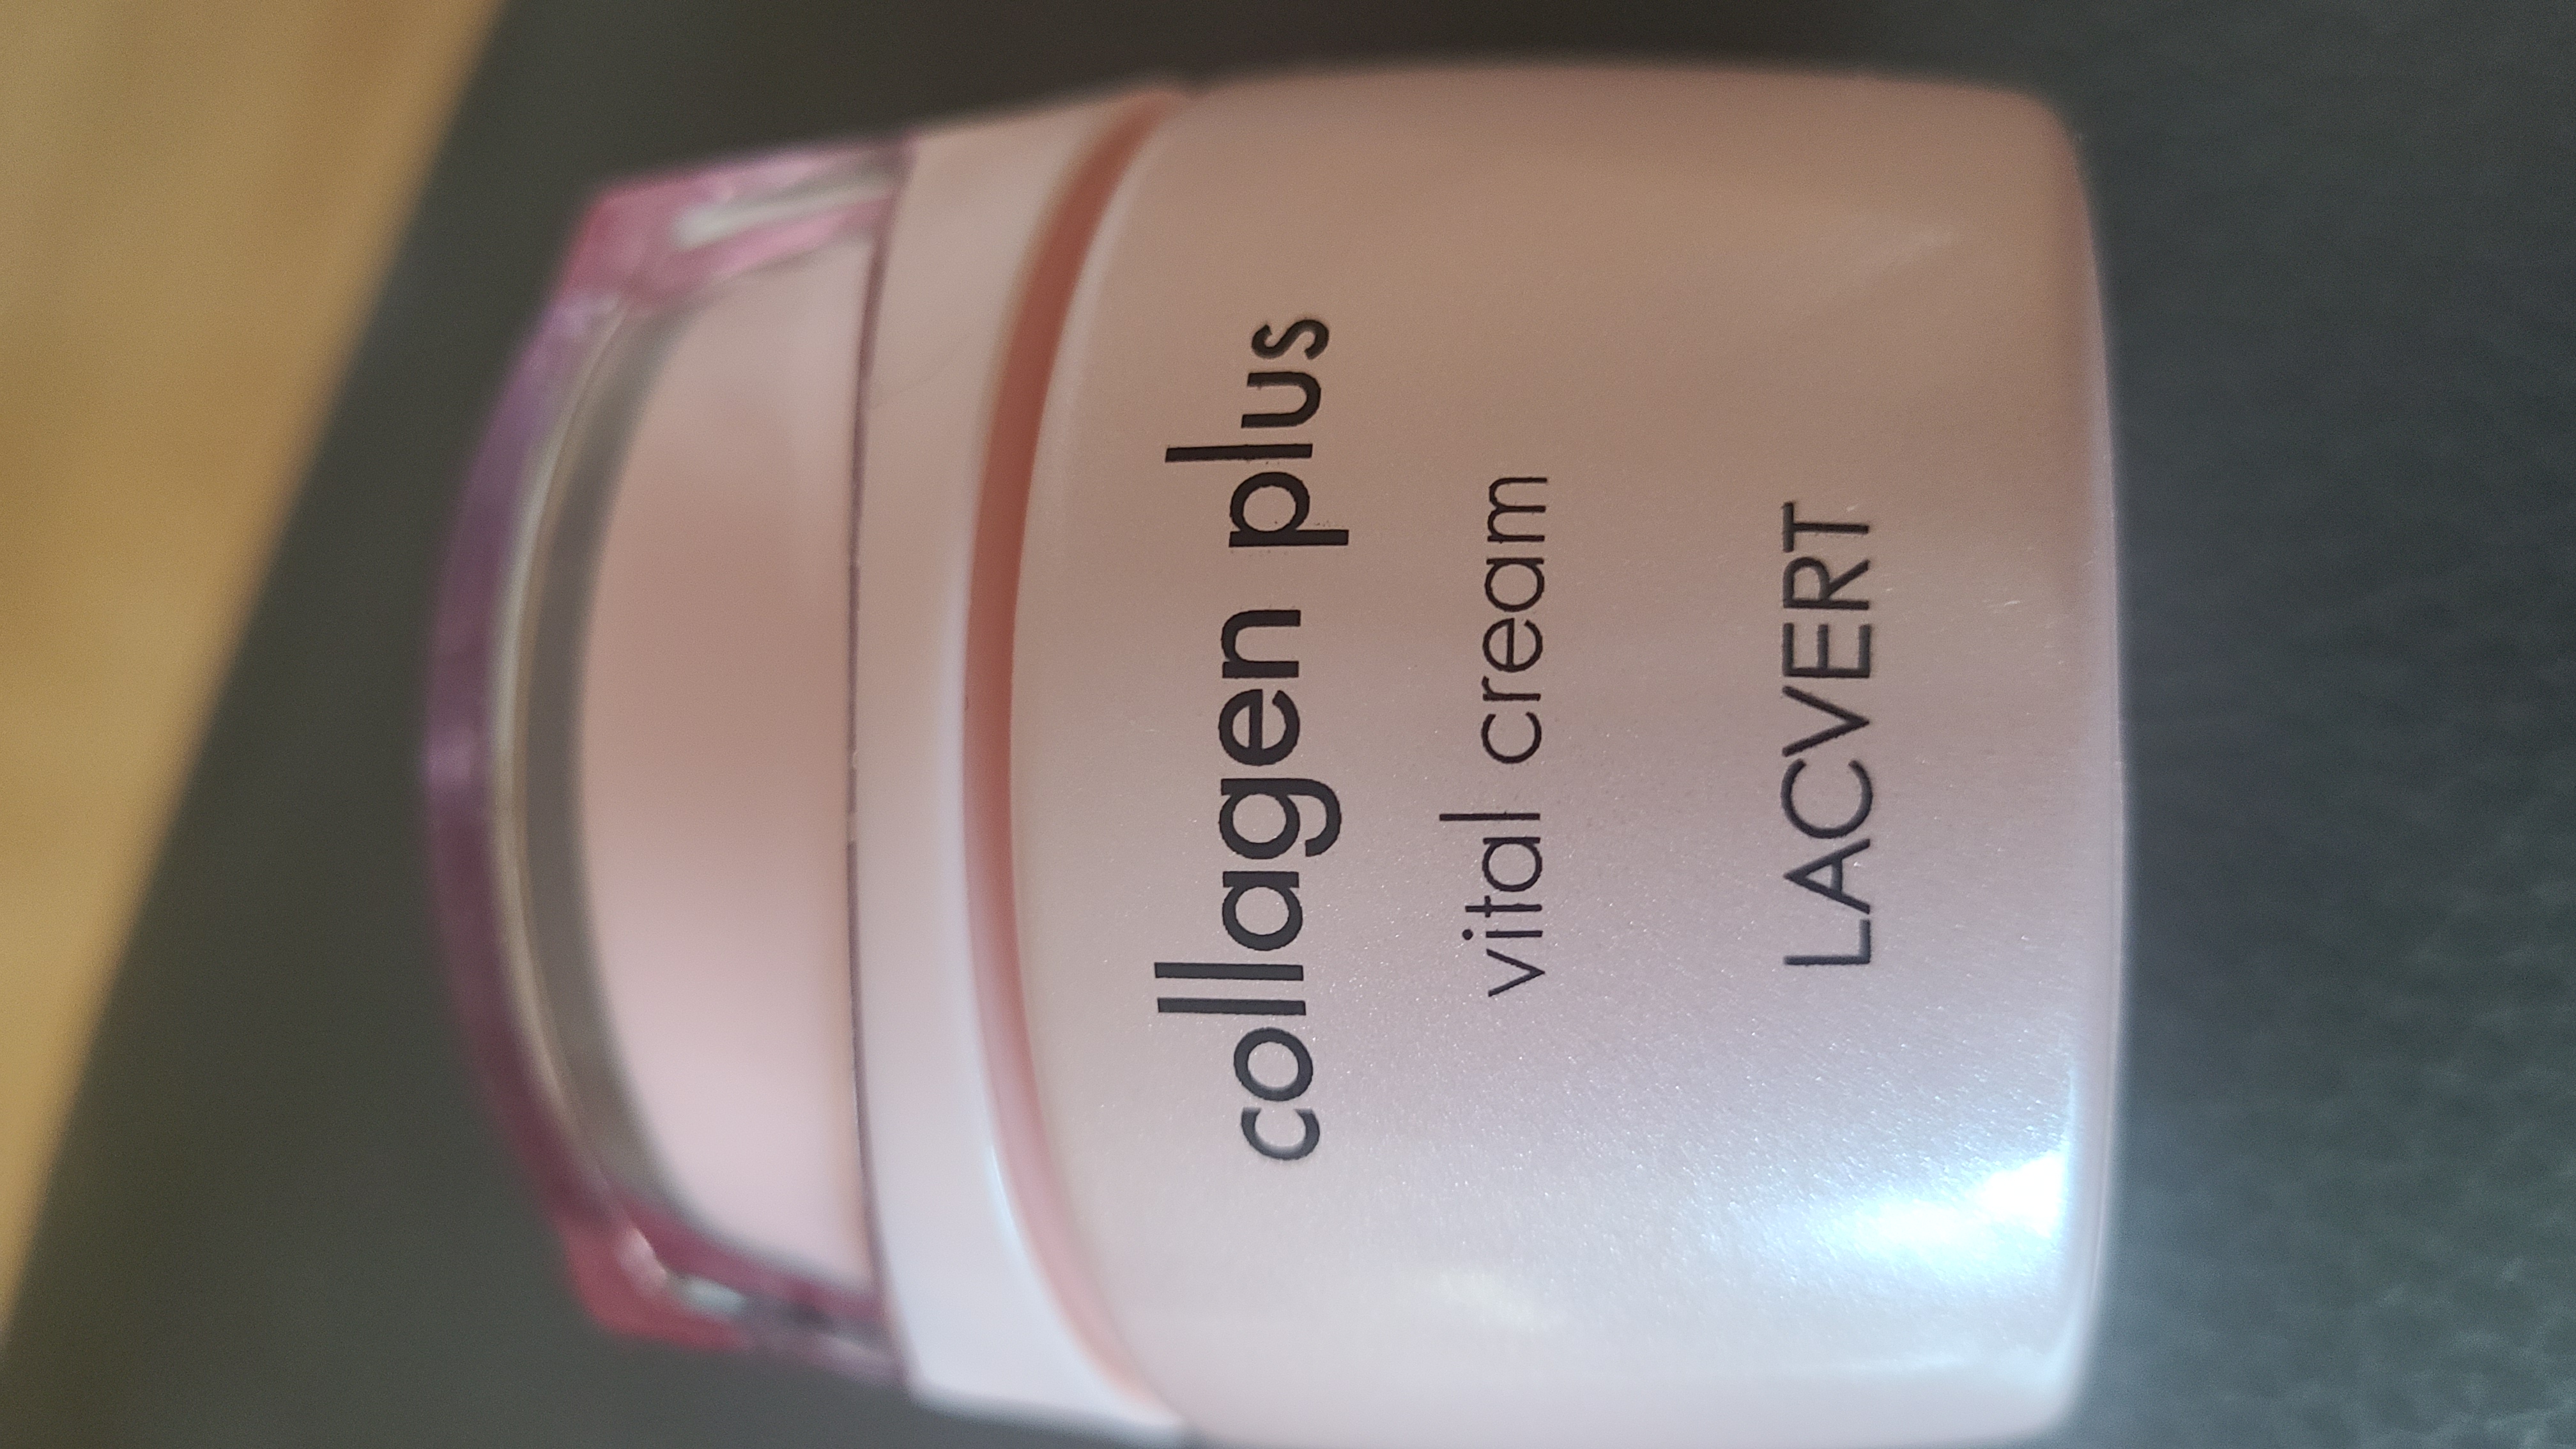 collagen plus
vital cream
LACVERT